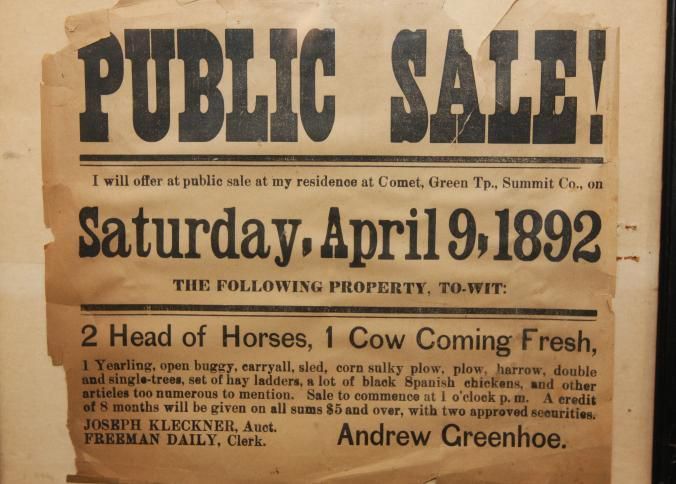 PUBLIC SALE!
I will offer at public sale at my residence at Comet, Green Tp., Summit Co., on
Saturday, April 9, 1892
THE FOLLOWING PROPERTY, TO-WIT:
2 Head of Horses, 1 Cow Coming Fresh,
1 Yearling, open buggy, carryall, sled, corn sulky plow, plow, harrow, double
and single-trees, set of hay ladders, a lot of black Spanish chickens, and other
articles too numerous to mention. Sale to commence at 1 o'clock p. m. A credit
of 8 months will be given on all sums $5 and over, with two approved securities.
JOSEPH KLECKNER, Auct.
FREEMAN DAILY, Clerk.
Andrew Greenhoe.